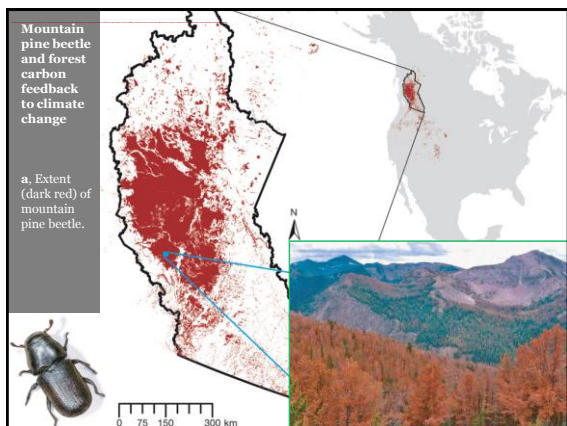 Mountain
pine beetle
and forest
carbon
feedback
to climate
change
a, Extent
(dark red) of
mountain
pine beetle.
N
0 75 150 300 km